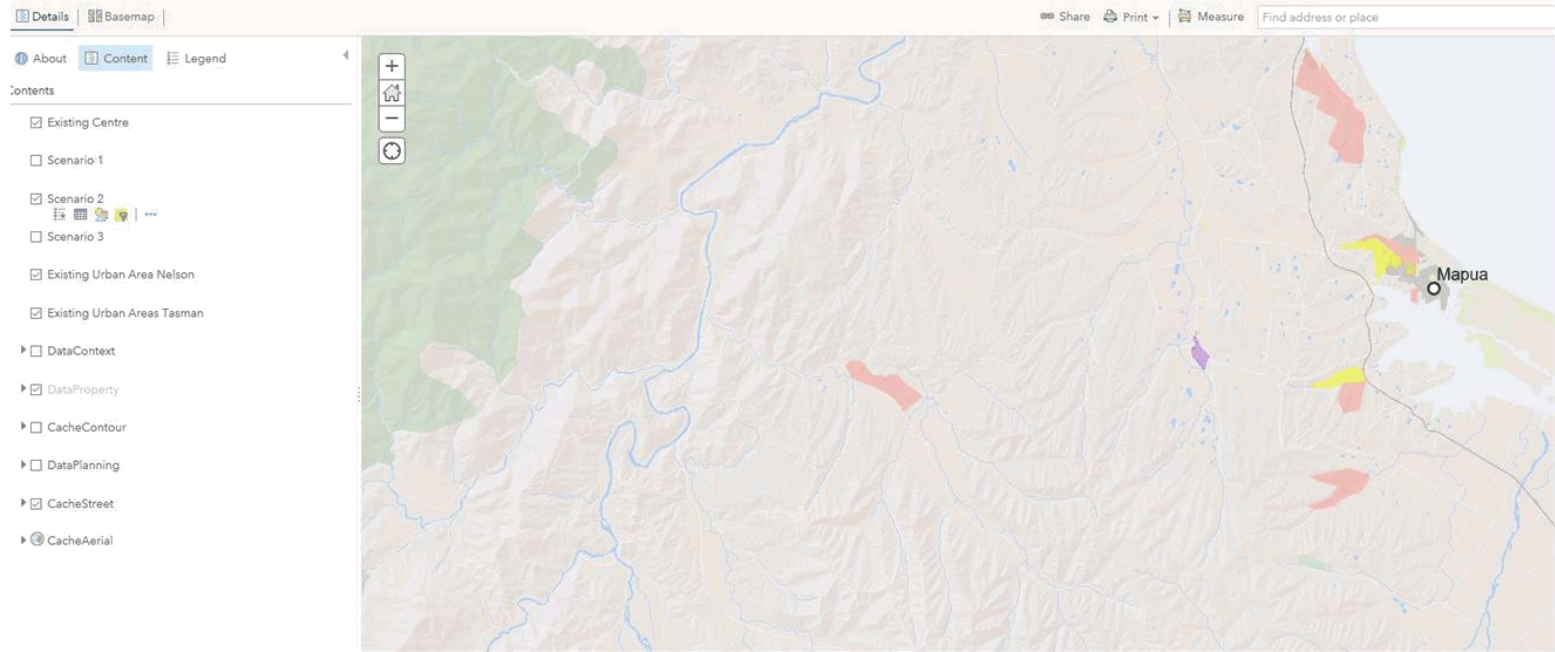 Details Basemap Share Print Measure Find address or place
About Content Legend
Contents
Existing Centre
Scenario 1
Scenario 2
Scenario 3
Existing Urban Area Nelson
Existing Urban Areas Tasman
DataContext
DataProperty
CacheContour
DataPlanning
CacheStreet
CacheAerial
Mapua